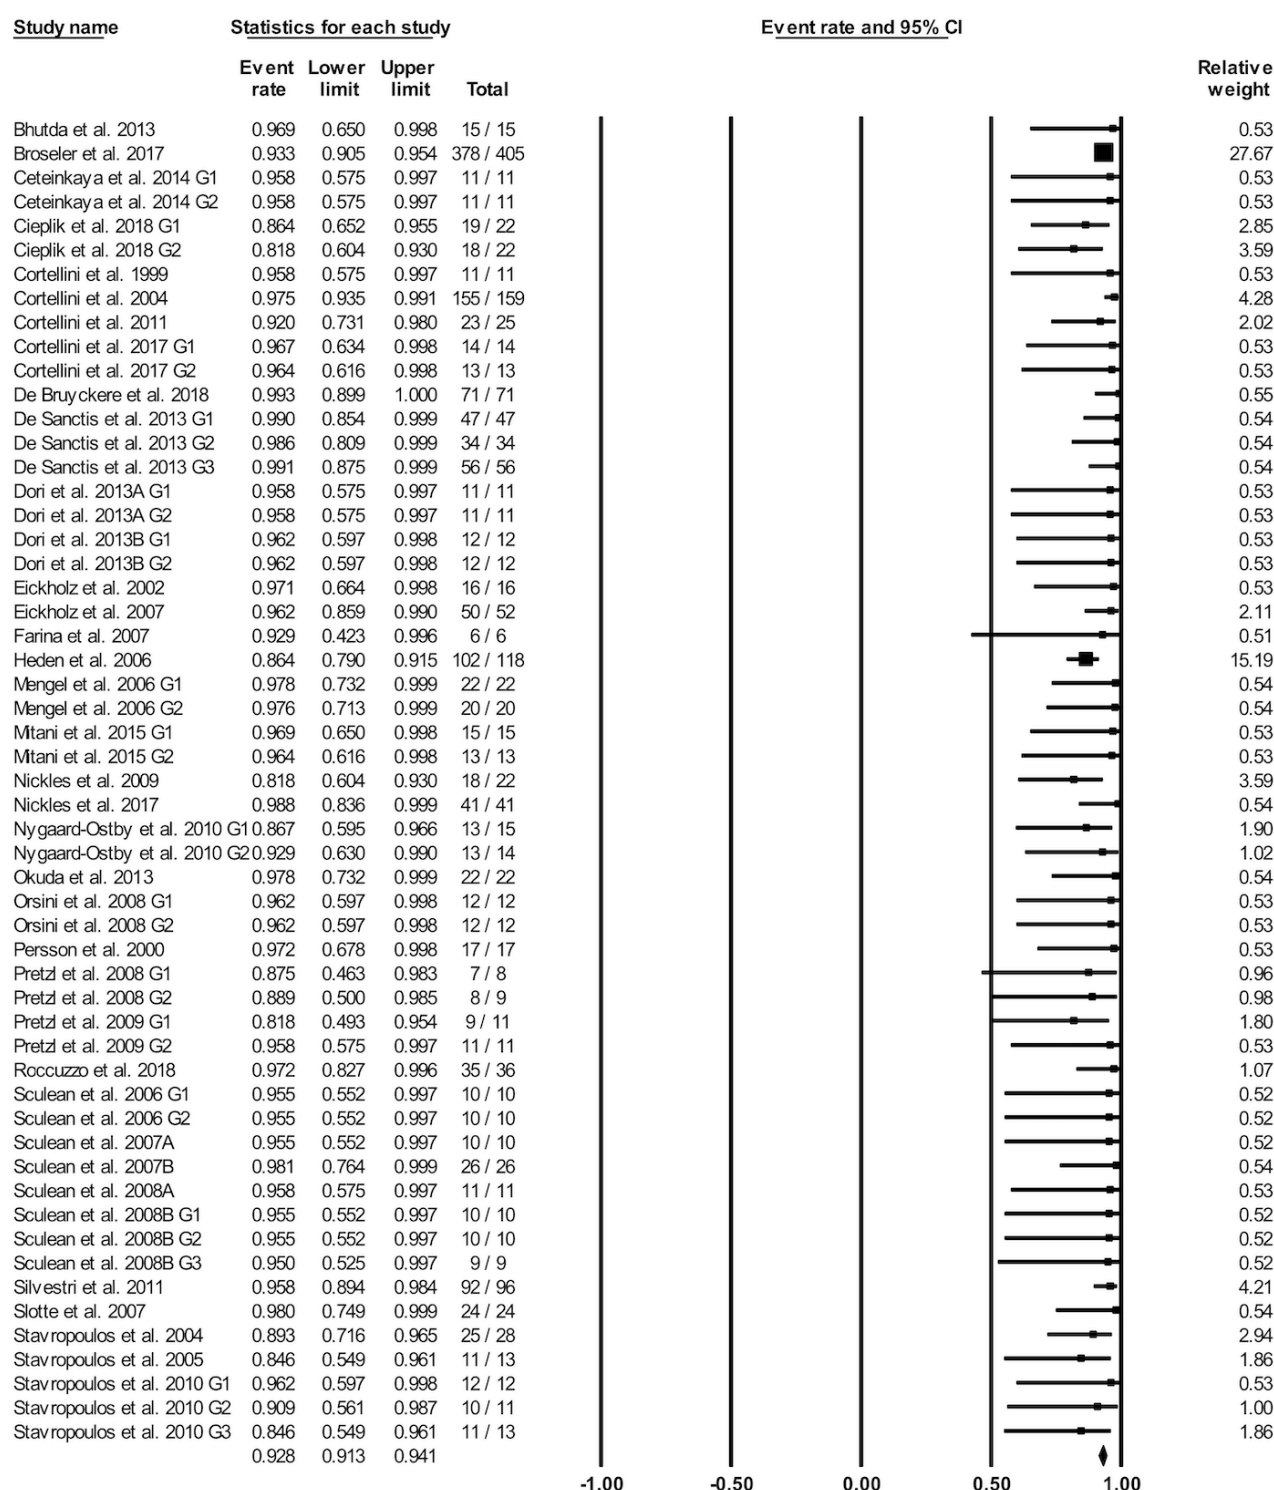 Study name Statistics for each study Event rate and 95% CI
Event Lower Upper Relative
rate limit limit Total weight
Bhutda et al. 2013 0.969 0.650 0.998 15 / 15 0.53
Broseler et al. 2017 0.933 0.905 0.954 378 / 405 27.67
Ceteinkaya et al. 2014 G1 0.958 0.575 0.997 11 / 11 0.53
Ceteinkaya et al. 2014 G2 0.958 0.575 0.997 11 / 11 0.53
Cieplik et al. 2018 G1 0.864 0.652 0.955 19 / 22 2.85
Cieplik et al. 2018 G2 0.818 0.604 0.930 18 / 22 3.59
Cortellini et al. 1999 0.958 0.575 0.997 11 / 11 0.53
Cortellini et al. 2004 0.975 0.935 0.991 155 / 159 4.28
Cortellini et al. 2011 0.920 0.731 0.980 23 / 25 2.02
Cortellini et al. 2017 G1 0.967 0.634 0.998 14 / 14 0.53
Cortellini et al. 2017 G2 0.964 0.616 0.998 13 / 13 0.53
De Bruyckere et al. 2018 0.993 0.899 1.000 71 / 71 0.55
De Sanctis et al. 2013 G1 0.990 0.854 0.999 47 / 47 0.54
De Sanctis et al. 2013 G2 0.986 0.809 0.999 34 / 34 0.54
De Sanctis et al. 2013 G3 0.991 0.875 0.999 56 / 56 0.54
Dori et al. 2013A G1 0.958 0.575 0.997 11 / 11 0.53
Dori et al. 2013A G2 0.958 0.575 0.997 11 / 11 0.53
Dori et al. 2013B G1 0.962 0.597 0.998 12 / 12 0.53
Dori et al. 2013B G2 0.962 0.597 0.998 12 / 12 0.53
Eickholz et al. 2002 0.971 0.664 0.998 16 / 16 0.53
Eickholz et al. 2007 0.962 0.859 0.990 50 / 52 2.11
Farina et al. 2007 0.929 0.423 0.996 6 / 6 0.51
Heden et al. 2006 0.864 0.790 0.915 102 / 118 15.19
Mengel et al. 2006 G1 0.978 0.732 0.999 22 / 22 0.54
Mengel et al. 2006 G2 0.976 0.713 0.999 20 / 20 0.54
Mitani et al. 2015 G1 0.969 0.650 0.998 15 / 15 0.53
Mitani et al. 2015 G2 0.964 0.616 0.998 13 / 13 0.53
Nickles et al. 2009 0.818 0.604 0.930 18 / 22 3.59
Nickles et al. 2017 0.988 0.836 0.999 41 / 41 0.54
Nygaard-Ostby et al. 2010 G1 0.867 0.595 0.966 13 / 15 1.90
Nygaard-Ostby et al. 2010 G2 0.929 0.630 0.990 13 / 14 1.02
Okuda et al. 2013 0.978 0.732 0.999 22 / 22 0.54
Orsini et al. 2008 G1 0.962 0.597 0.998 12 / 12 0.53
Orsini et al. 2008 G2 0.962 0.597 0.998 12 / 12 0.53
Persson et al. 2000 0.972 0.678 0.998 17 / 17 0.53
Pretzl et al. 2008 G1 0.875 0.463 0.983 7 / 8 0.96
Pretzl et al. 2008 G2 0.889 0.500 0.985 8 / 9 0.98
Pretzl et al. 2009 G1 0.818 0.493 0.954 9 / 11 1.80
Pretzl et al. 2009 G2 0.958 0.575 0.997 11 / 11 0.53
Roccuzzo et al. 2018 0.972 0.827 0.996 35 / 36 1.07
Sculean et al. 2006 G1 0.955 0.552 0.997 10 / 10 0.52
Sculean et al. 2006 G2 0.955 0.552 0.997 10 / 10 0.52
Sculean et al. 2007A 0.955 0.552 0.997 10 / 10 0.52
Sculean et al. 2007B 0.981 0.764 0.999 26 / 26 0.54
Sculean et al. 2008A 0.958 0.575 0.997 11 / 11 0.53
Sculean et al. 2008B G1 0.955 0.552 0.997 10 / 10 0.52
Sculean et al. 2008B G2 0.955 0.552 0.997 10 / 10 0.52
Sculean et al. 2008B G3 0.950 0.525 0.997 9 / 9 0.52
Silvestri et al. 2011 0.958 0.894 0.984 92 / 96 4.21
Slotte et al. 2007 0.980 0.749 0.999 24 / 24 0.54
Stavropoulos et al. 2004 0.893 0.716 0.965 25 / 28 2.94
Stavropoulos et al. 2005 0.846 0.549 0.961 11 / 13 1.86
Stavropoulos et al. 2010 G1 0.962 0.597 0.998 12 / 12 0.53
Stavropoulos et al. 2010 G2 0.909 0.561 0.987 10 / 11 1.00
Stavropoulos et al. 2010 G3 0.846 0.549 0.961 11 / 13 1.86
0.928 0.913 0.941
-1.00 -0.50 0.00 0.50 1.00